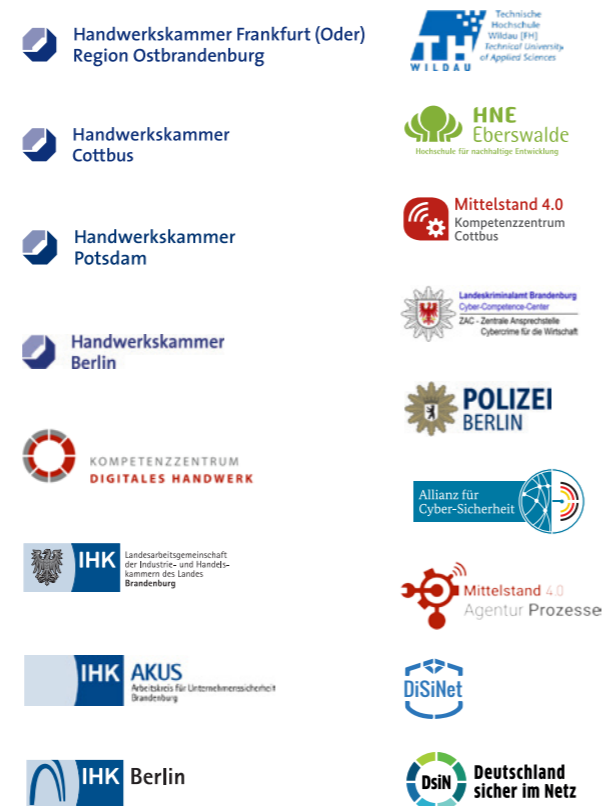 Handwerkskammer Frankfurt (Oder)
Region Ostbrandenburg
Handwerkskammer
Cottbus
Handwerkskammer
Potsdam
Handwerkskammer
Berlin
KOMPETENZZENTRUM
DIGITALES HANDWERK
IHK
Landesarbeitsgemeinschaft
der Industrie- und Handels-
kammern des Landes
Brandenburg
IHK AKUS
Arbeitskreis für Unternehmenssicherheit
Brandenburg
IHK Berlin
TH
WILDAU
Technische
Hochschule
Wildau [FH]
Technical University
of Applied Sciences
HNE
Eberswalde
Hochschule für nachhaltige Entwicklung
Mittelstand 4.0
Kompetenzzentrum
Cottbus
Landeskriminalamt Brandenburg
Cyber-Competence-Center
ZAC - Zentrale Ansprechstelle
Cybercrime für die Wirtschaft
POLIZEI
BERLIN
Allianz für
Cyber-Sicherheit
Mittelstand 4.0
Agentur Prozesse
DiSiNet
DsiN
Deutschland
sicher im Netz